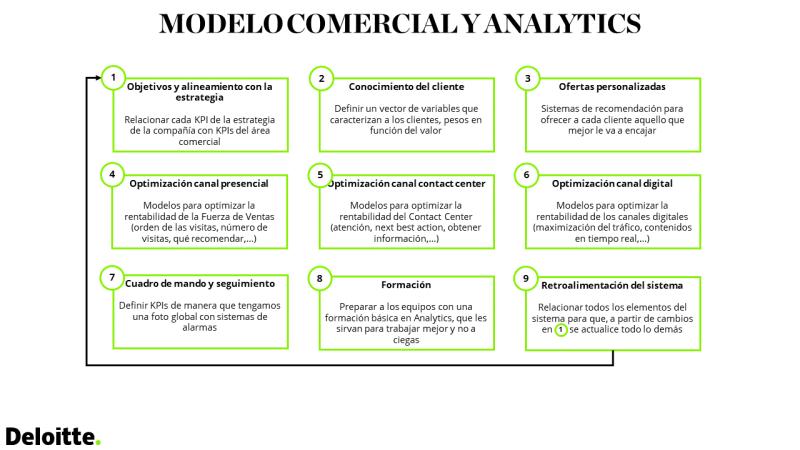 MODELO COMERCIAL Y ANALYTICS
1
Objetivos y alineamiento con la
estrategia
Relacionar cada KPI de la estrategia
de la compañía con KPIs del área
comercial
2
Conocimiento del cliente
Definir un vector de variables que
caracterizan a los clientes, pesos en
función del valor
3
Ofertas personalizadas
Sistemas de recomendación para
ofrecer a cada cliente aquello que
mejor le va a encajar
4
Optimización canal presencial
Modelos para optimizar la
rentabilidad de la Fuerza de Ventas
(orden de las visitas, número de
visitas, qué recomendar,...)
5
Optimización canal contact center
Modelos para optimizar la
rentabilidad del Contact Center
(atención, next best action, obtener
información,...)
6
Optimización canal digital
Modelos para optimizar la
rentabilidad de los canales digitales
(maximización del tráfico, contenidos
en tiempo real,...)
7
Cuadro de mando y seguimiento
Definir KPIs de manera que tengamos
una foto global con sistemas de
alarmas
8
Formación
Preparar a los equipos con una
formación básica en Analytics, que les
sirvan para trabajar mejor y no a
ciegas
9
Retroalimentación del sistema
Relacionar todos los elementos del
sistema para que, a partir de cambios
en 1 se actualice todo lo demás
Deloitte.